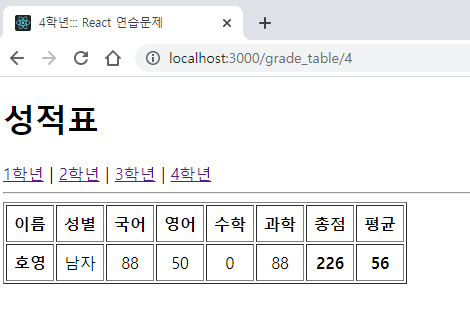 4학년::: React 연습문제
localhost:3000/grade_table/4
성적표
1학년 | 2학년 | 3학년 | 4학년
이름 성별 국어 영어 수학 과학 총점 평균
호영 남자 88 50 0 88 226 56